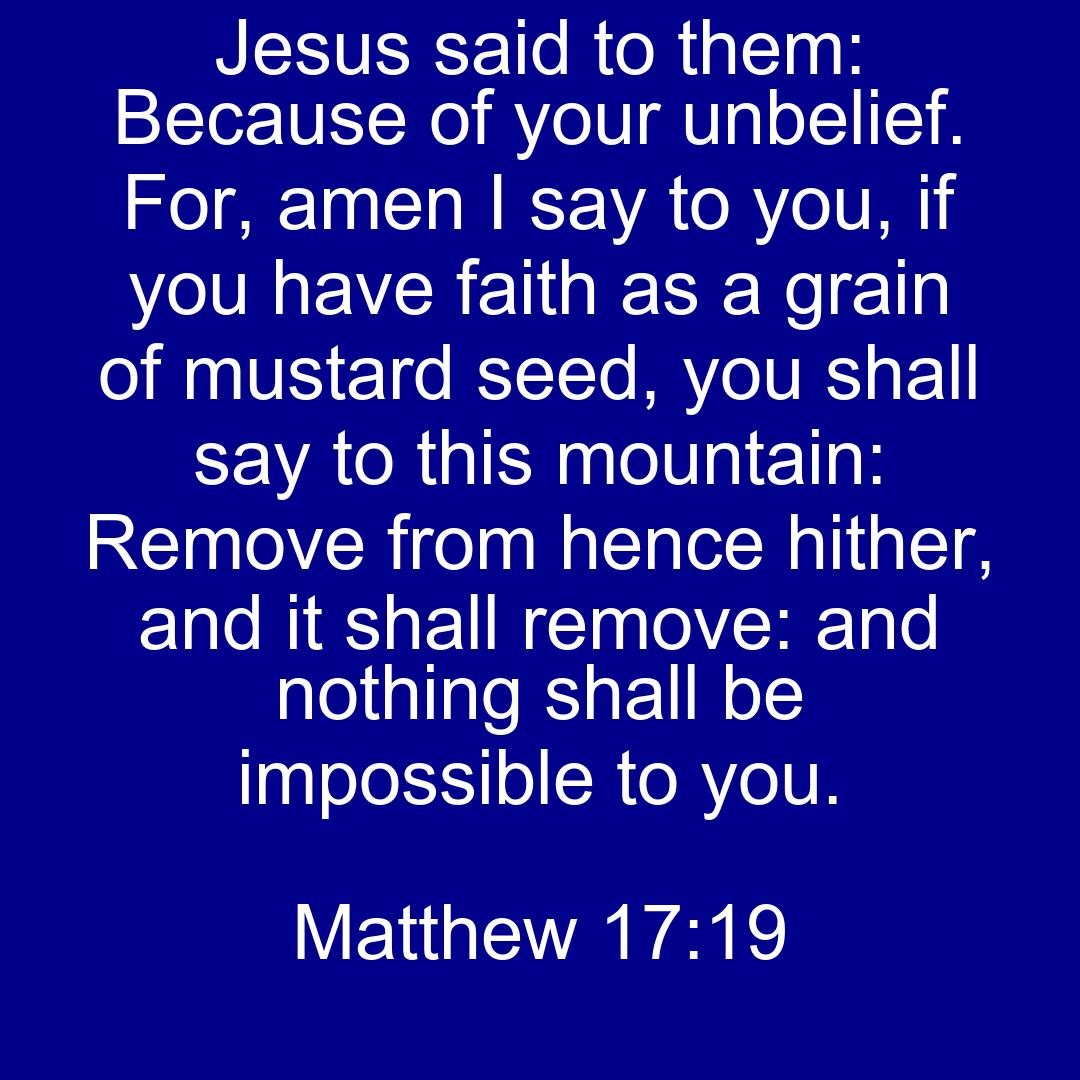 Jesus said to them:
Because of your unbelief.
For, amen I say to you, if
you have faith as a grain
of mustard seed, you shall
say to this mountain:
Remove from hence hither,
and it shall remove: and
nothing shall be
impossible to you.
Matthew 17:19